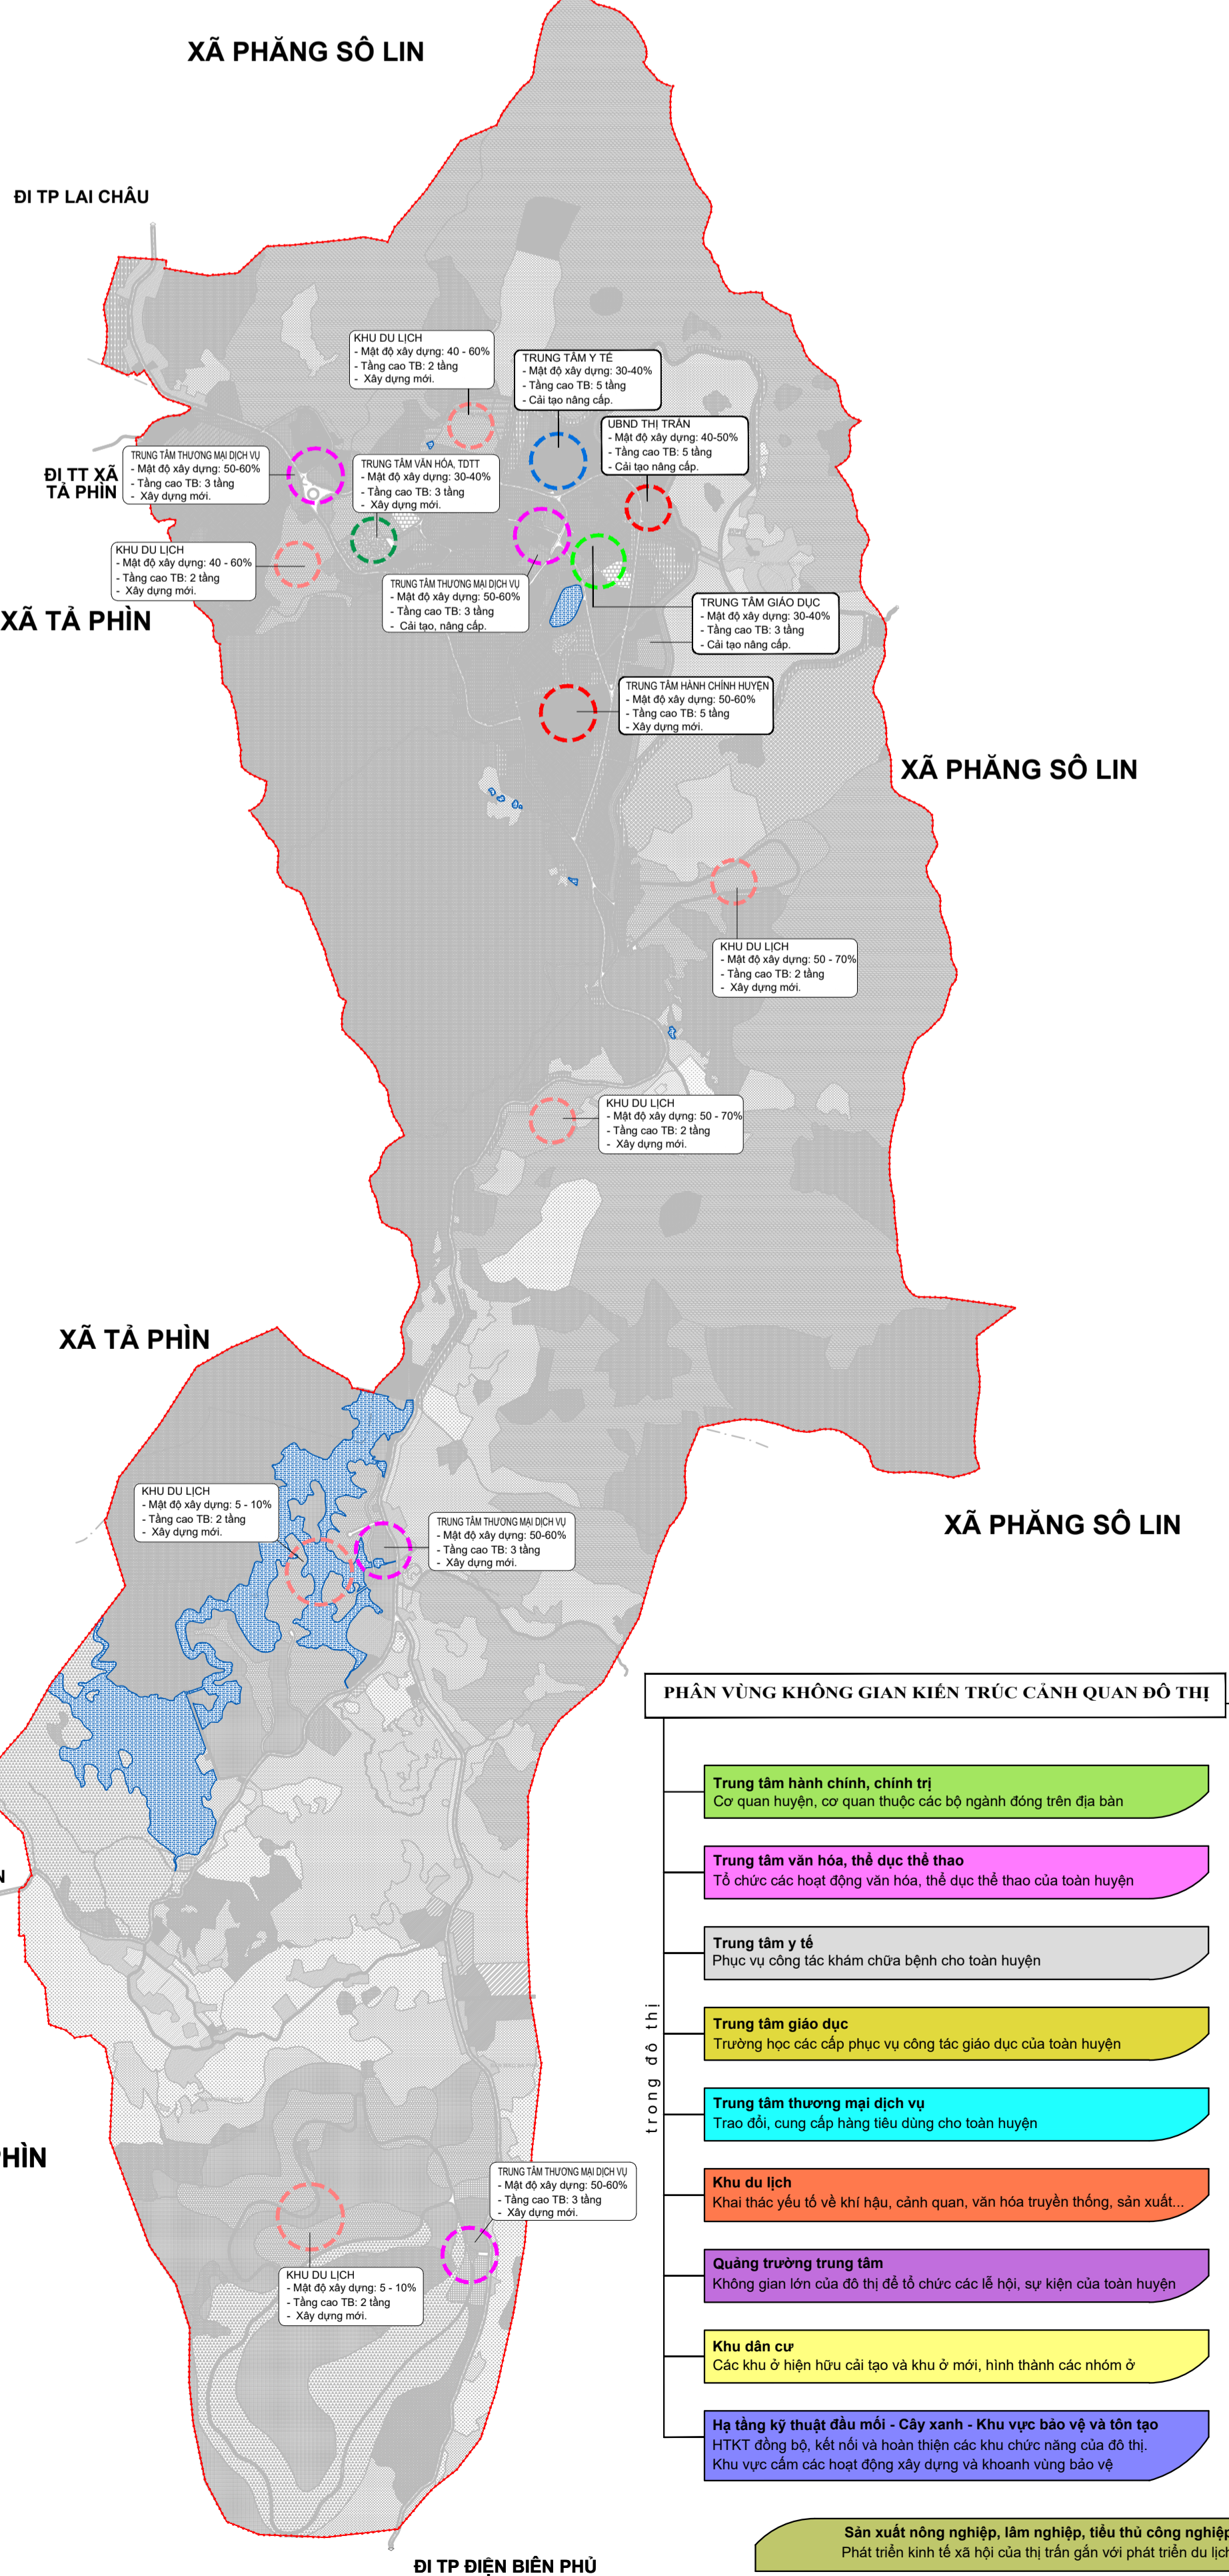 XÃ PHĂNG SÔ LIN
ĐI TP LAI CHÂU
KHU DU LỊCH
- Mật độ xây dựng: 40 - 60%
- Tầng cao TB: 2 tầng
- Xây dựng mới.
TRUNG TÂM Y TẾ
- Mật độ xây dựng: 30-40%
- Tầng cao TB: 5 tầng
- Cải tạo nâng cấp.
UBND THỊ TRẤN
- Mật độ xây dựng: 40-50%
- Tầng cao TB: 5 tầng
- Cải tạo nâng cấp.
ĐI TT XÃ
TẢ PHÌN
TRUNG TÂM THƯƠNG MẠI DỊCH VỤ
- Mật độ xây dựng: 50-60%
- Tầng cao TB: 3 tầng
- Xây dựng mới.
TRUNG TÂM VĂN HÓA, TDTT
- Mật độ xây dựng: 30-40%
- Tầng cao TB: 3 tầng
- Xây dựng mới.
KHU DU LỊCH
- Mật độ xây dựng: 40 - 60%
- Tầng cao TB: 2 tầng
- Xây dựng mới.
TRUNG TÂM THƯƠNG MẠI DỊCH VỤ
- Mật độ xây dựng: 50-60%
- Tầng cao TB: 3 tầng
- Cải tạo, nâng cấp.
XÃ TẢ PHÌN
TRUNG TÂM GIÁO DỤC
- Mật độ xây dựng: 30-40%
- Tầng cao TB: 3 tầng
- Cải tạo nâng cấp.
TRUNG TÂM HÀNH CHÍNH HUYỆN
- Mật độ xây dựng: 50-60%
- Tầng cao TB: 5 tầng
- Xây dựng mới.
XÃ PHĂNG SÔ LIN
KHU DU LỊCH
- Mật độ xây dựng: 50 - 70%
- Tầng cao TB: 2 tầng
- Xây dựng mới.
KHU DU LỊCH
- Mật độ xây dựng: 50 - 70%
- Tầng cao TB: 2 tầng
- Xây dựng mới.
XÃ TẢ PHÌN
KHU DU LỊCH
- Mật độ xây dựng: 5 - 10%
- Tầng cao TB: 2 tầng
- Xây dựng mới.
TRUNG TÂM THƯƠNG MẠI DỊCH VỤ
- Mật độ xây dựng: 50-60%
- Tầng cao TB: 3 tầng
- Xây dựng mới.
XÃ PHĂNG SÔ LIN
PHÂN VÙNG KHÔNG GIAN KIẾN TRÚC CẢNH QUAN ĐÔ THỊ
Trung tâm hành chính, chính trị
Cơ quan huyện, cơ quan thuộc các bộ ngành đóng trên địa bàn
Trung tâm văn hóa, thể dục thể thao
Tổ chức các hoạt động văn hóa, thể dục thể thao của toàn huyện
N
Trung tâm y tế
Phục vụ công tác khám chữa bệnh cho toàn huyện
trong đô thị
Trung tâm giáo dục
Trường học các cấp phục vụ công tác giáo dục của toàn huyện
Trung tâm thương mại dịch vụ
Trao đổi, cung cấp hàng tiêu dùng cho toàn huyện
PHÌN
Khu du lịch
Khai thác yếu tố về khí hậu, cảnh quan, văn hóa truyền thống, sản xuất...
TRUNG TÂM THƯƠNG MẠI DỊCH VỤ
- Mật độ xây dựng: 50-60%
- Tầng cao TB: 3 tầng
- Xây dựng mới.
Quảng trường trung tâm
Không gian lớn của đô thị để tổ chức các lễ hội, sự kiện của toàn huyện
KHU DU LỊCH
- Mật độ xây dựng: 5 - 10%
- Tầng cao TB: 2 tầng
- Xây dựng mới.
Khu dân cư
Các khu ở hiện hữu cải tạo và khu ở mới, hình thành các nhóm ở
Hạ tầng kỹ thuật đầu mối - Cây xanh - Khu vực bảo vệ và tôn tạo
HTKT đồng bộ, kết nối và hoàn thiện các khu chức năng của đô thị.
Khu vực cấm các hoạt động xây dựng và khoanh vùng bảo vệ
Sản xuất nông nghiệp, lâm nghiệp, tiểu thủ công nghiệp
Phát triển kinh tế xã hội của thị trấn gắn với phát triển du lịch
ĐI TP ĐIỆN BIÊN PHỦ